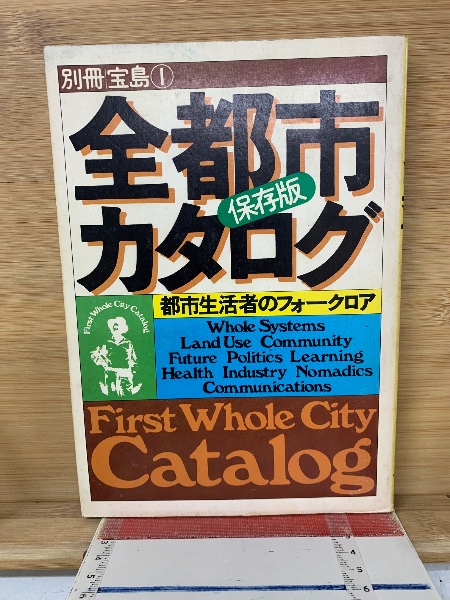 別冊宝島①
全都市
カタログ
保存版
都市生活者のフォークロア
First Whole City Catalog
Whole Systems
Land Use Community
Future Politics Learning
Health Industry Nomadics
Communications
First Whole City
Catalog